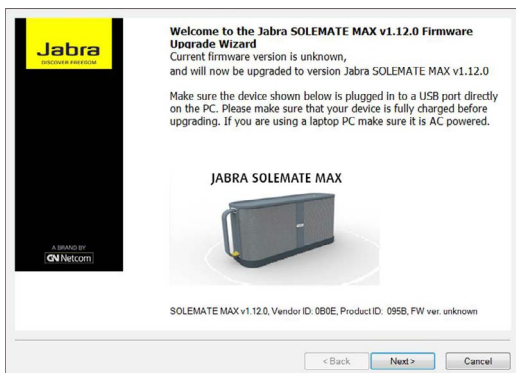 Jabra
DISCOVER FREEDOM
A BRAND BY
GN Netcom
Welcome to the Jabra SOLEMATE MAX v1.12.0 Firmware
Upgrade Wizard
Current firmware version is unknown,
and will now be upgraded to version Jabra SOLEMATE MAX v1.12.0
Make sure the device shown below is plugged in to a USB port directly
on the PC. Please make sure that your device is fully charged before
upgrading. If you are using a laptop PC make sure it is AC powered.
JABRA SOLEMATE MAX
SOLEMATE MAX v1.12.0, Vendor ID: 0B0E, Product ID: 095B, FW ver. unknown
< Back
Next >
Cancel